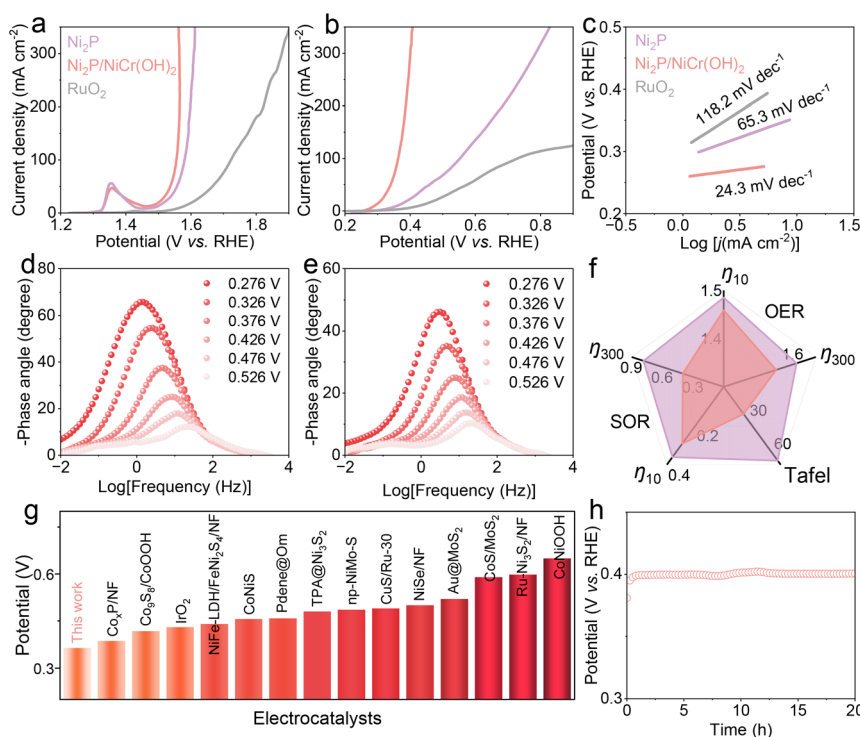 a
Ni₂P
Ni₂P/NiCr(OH)₂
RuO₂
Current density (mA cm⁻²)
300
200
100
0
1.2 1.4 1.6 1.8
Potential (V vs. RHE)
b
Current density (mA cm⁻²)
300
200
100
0
0.2 0.4 0.6 0.8
Potential (V vs. RHE)
c
Ni₂P
Ni₂P/NiCr(OH)₂
RuO₂
118.2 mV dec⁻¹
65.3 mV dec⁻¹
24.3 mV dec⁻¹
Potential (V vs. RHE)
0.5
0.4
0.3
0.2
−0.5 0.0 0.5 1.0 1.5
Log [j(mA cm⁻²)]
d
-Phase angle (degree)
80
60
40
20
0
0.276 V
0.326 V
0.376 V
0.426 V
0.476 V
0.526 V
−2 0 2 4
Log[Frequency (Hz)]
e
-Phase angle (degree)
60
40
20
0
0.276 V
0.326 V
0.376 V
0.426 V
0.476 V
0.526 V
−2 0 2 4
Log[Frequency (Hz)]
f
η₁₀
1.5
OER
1.4
η₃₀₀
1.6
η₃₀₀
0.9
0.6
0.3
SOR
30
0.2
60
η₁₀
0.4
Tafel
g
Potential (V)
0.6
0.3
This work
CoₓP/NF
Co₉S₈/CoOOH
IrO₂
NiFe-LDH/FeNi₂S₄/NF
CoNiS
Pdene@Om
TPA@Ni₃S₂
np-NiMo-S
CuS/Ru-30
NiSe/NF
Au@MoS₂
CoS/MoS₂
Ru-Ni₃S₂/NF
CoNiOOH
Electrocatalysts
h
Potential (V vs. RHE)
0.4
0.3
0 5 10 15 20
Time (h)